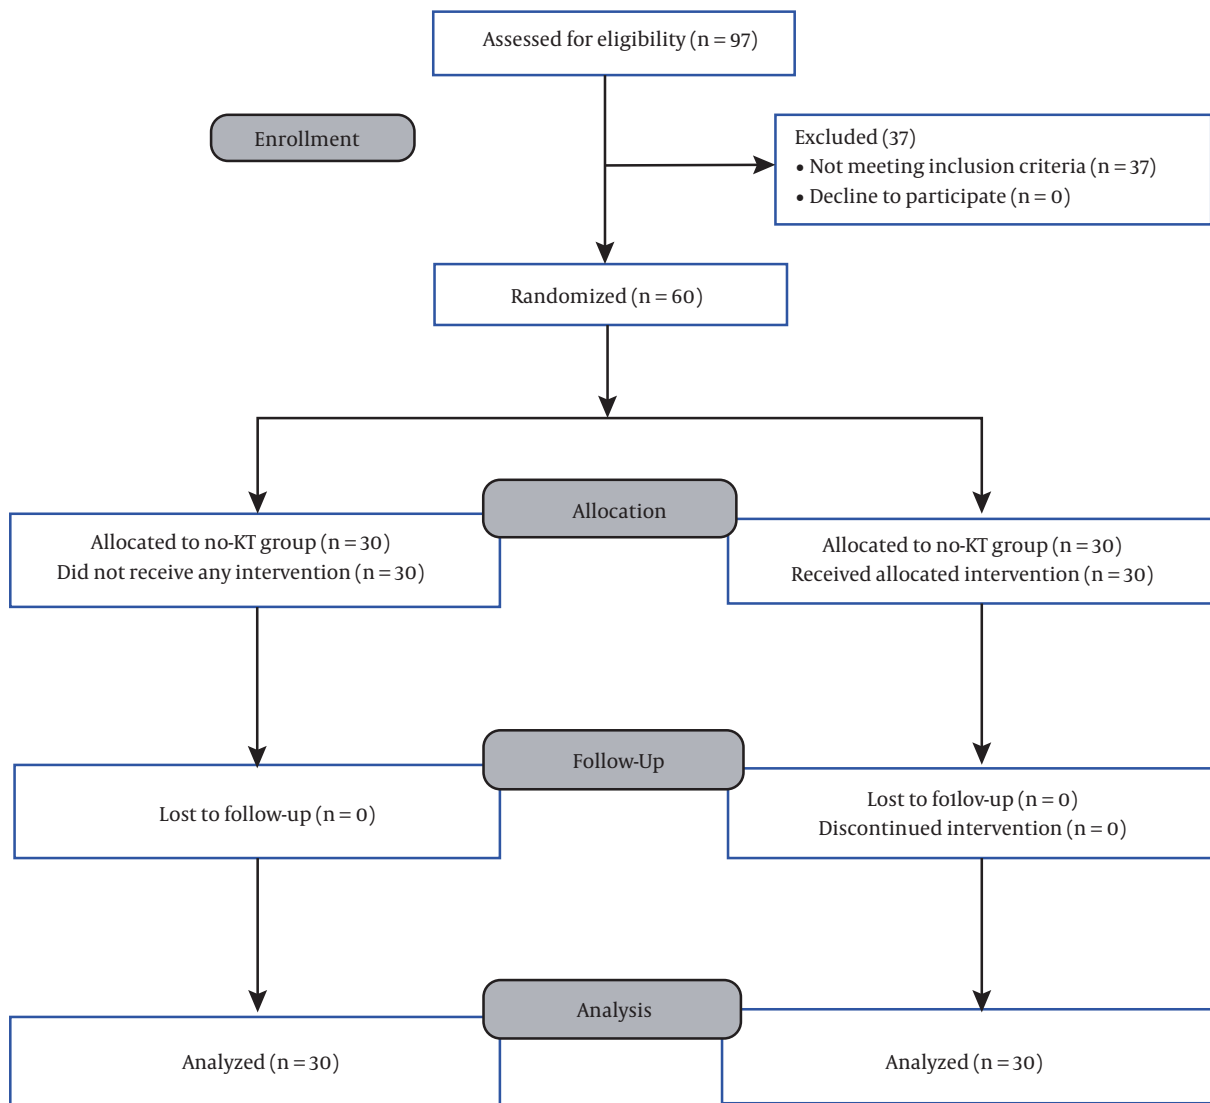 Assessed for eligibility (n = 97)
Enrollment
Excluded (37)
• Not meeting inclusion criteria (n = 37)
• Decline to participate (n = 0)
Randomized (n = 60)
Allocation
Allocated to no-KT group (n = 30)
Did not receive any intervention (n = 30)
Allocated to no-KT group (n = 30)
Received allocated intervention (n = 30)
Follow-Up
Lost to follow-up (n = 0)
Lost to fo1lov-up (n = 0)
Discontinued intervention (n = 0)
Analysis
Analyzed (n = 30)
Analyzed (n = 30)